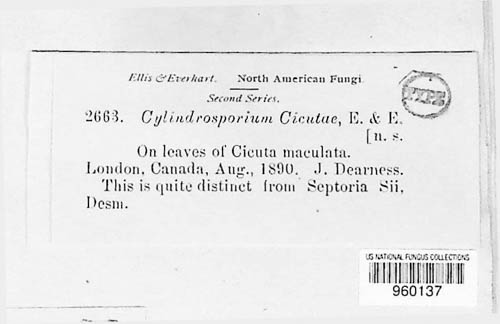 Ellis & Everhart. North American Fungi.
Second Series.
TYPE
2663. Cylindrosporium Cicutae, E. & E.
[n. s.
On leaves of Cicuta maculata.
London, Canada, Aug., 1890. J. Dearness.
This is quite distinct from Septoria Sii,
Desm.
US NATIONAL FUNGUS COLLECTIONS
960137